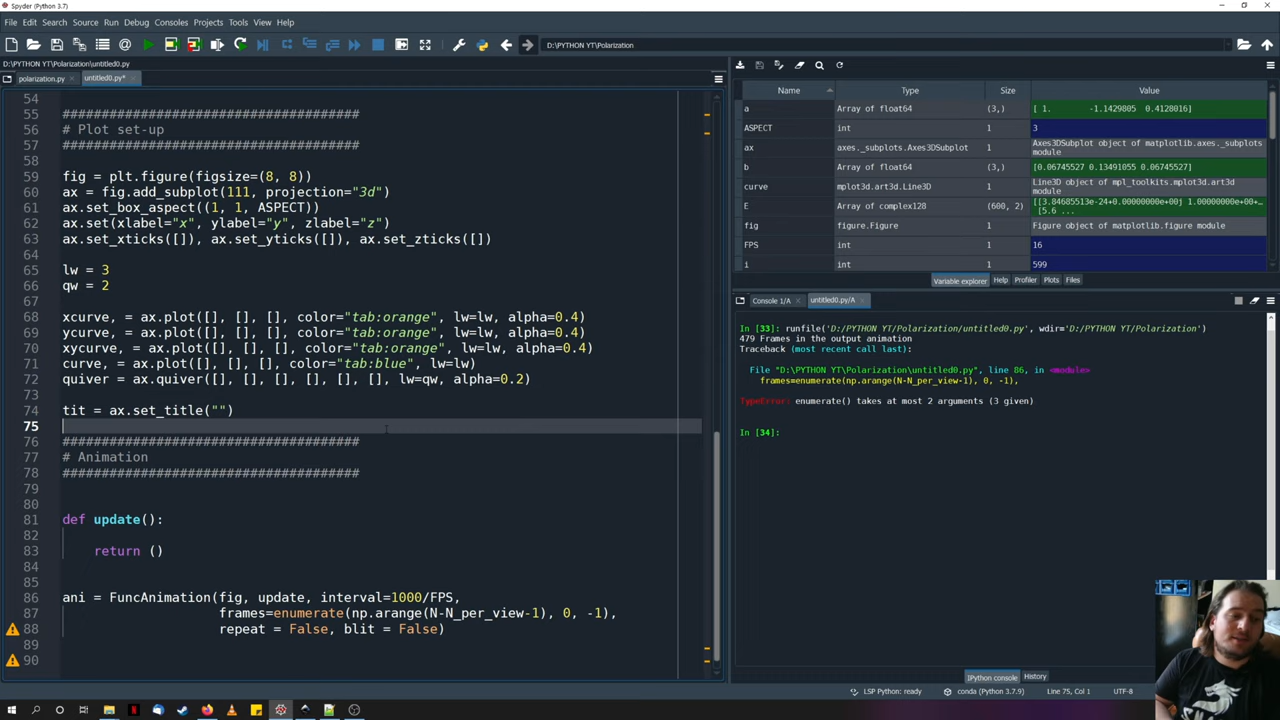 Spyder (Python 3.7)
File Edit Search Source Run Debug Consoles Projects Tools View Help
D:\PYTHON YT\Polarization
D:\PYTHON YT\Polarization\untitled0.py
polarization.py
untitled0.py*
54
55 ######################################
56 # Plot set-up
57 ######################################
58
59 fig = plt.figure(figsize=(8, 8))
60 ax = fig.add_subplot(111, projection="3d")
61 ax.set_box_aspect((1, 1, ASPECT))
62 ax.set(xlabel="x", ylabel="y", zlabel="z")
63 ax.set_xticks([]), ax.set_yticks([]), ax.set_zticks([])
64
65 lw = 3
66 qw = 2
67
68 xcurve, = ax.plot([], [], [], color="tab:orange", lw=lw, alpha=0.4)
69 ycurve, = ax.plot([], [], [], color="tab:orange", lw=lw, alpha=0.4)
70 xycurve, = ax.plot([], [], [], color="tab:orange", lw=lw, alpha=0.4)
71 curve, = ax.plot([], [], [], color="tab:blue", lw=lw)
72 quiver = ax.quiver([], [], [], [], [], [], lw=qw, alpha=0.2)
73
74 tit = ax.set_title("")
75
76 ######################################
77 # Animation
78 ######################################
79
80
81 def update():
82
83 return ()
84
85
86 ani = FuncAnimation(fig, update, interval=1000/FPS,
87 frames=enumerate(np.arange(N-N_per_view-1), 0, -1),
88 repeat = False, blit = False)
89
90
Name Type Size Value
a Array of float64 (3,) [ 1. -1.1429805 0.4128016]
ASPECT int 1 3
ax axes._subplots.Axes3DSubplot 1 Axes3DSubplot object of matplotlib.axes._subplots
module
b Array of float64 (3,) [0.06745527 0.13491055 0.06745527]
curve mplot3d.art3d.Line3D 1 Line3D object of mpl_toolkits.mplot3d.art3d
module
E Array of complex128 (600, 2) [[3.84685513e-24+0.00000000e+00j 1.00000000e+00+…
[5.6 ...
fig figure.Figure 1 Figure object of matplotlib.figure module
FPS int 1 16
i int 1 599
Variable explorer Help Profiler Plots Files
Console 1/A untitled0.py/A
In [33]: runfile('D:/PYTHON YT/Polarization/untitled0.py', wdir='D:/PYTHON YT/Polarization')
479 Frames in the output animation
Traceback (most recent call last):
File "D:\PYTHON YT\Polarization\untitled0.py", line 86, in <module>
frames=enumerate(np.arange(N-N_per_view-1), 0, -1),
TypeError: enumerate() takes at most 2 arguments (3 given)
In [34]:
IPython console History
LSP Python: ready conda (Python 3.7.9) Line 75, Col 1 UTF-8